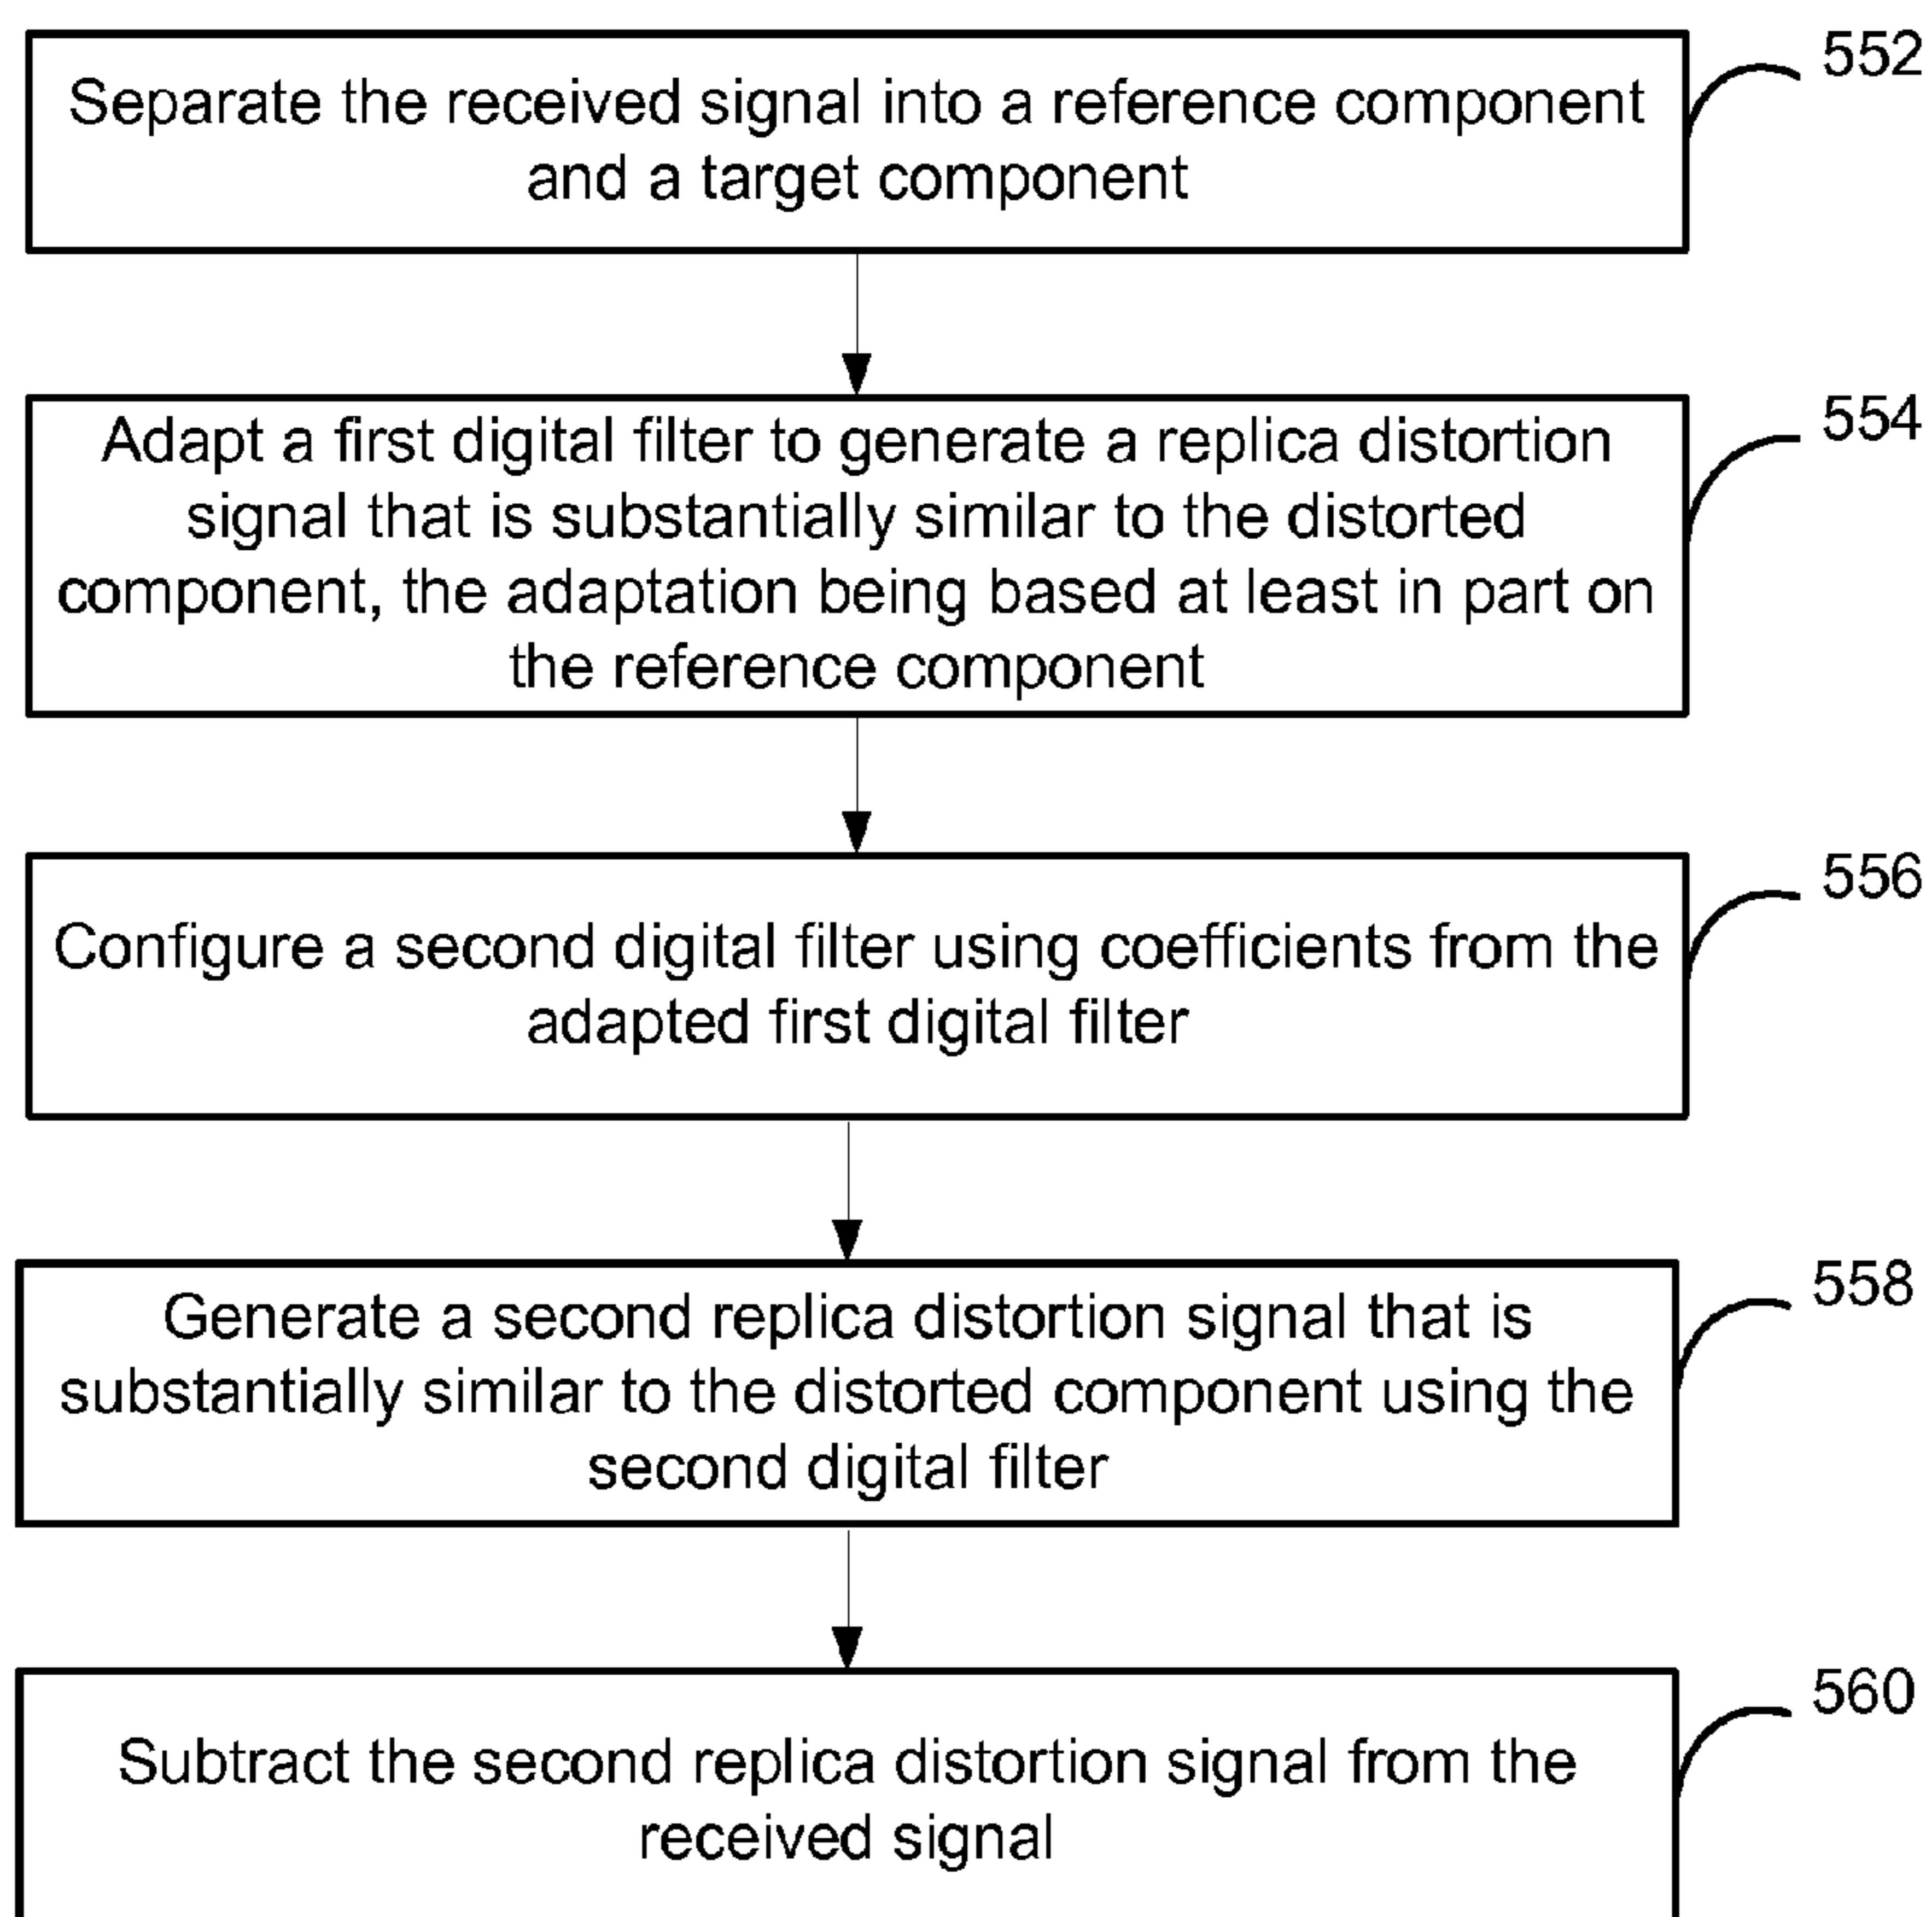 552
Separate the received signal into a reference component
and a target component
554
Adapt a first digital filter to generate a replica distortion
signal that is substantially similar to the distorted
component, the adaptation being based at least in part on
the reference component
556
Configure a second digital filter using coefficients from the
adapted first digital filter
558
Generate a second replica distortion signal that is
substantially similar to the distorted component using the
second digital filter
560
Subtract the second replica distortion signal from the
received signal